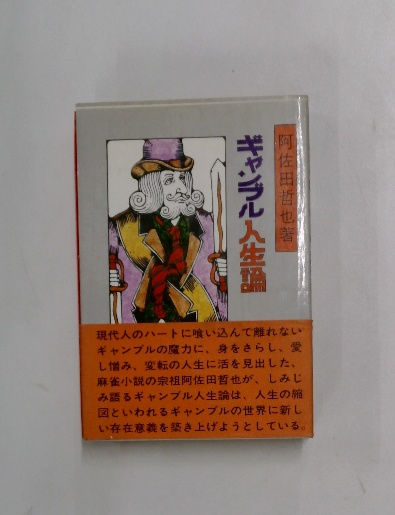 阿佐田哲也著
ギャンブル人生論
現代人のハートに喰い込んで離れない
ギャンブルの魔力に、身をさらし、愛
し憎み、変転の人生に活を見出した、
麻雀小説の宗祖阿佐田哲也が、しみじ
み語るギャンブル人生論は、人生の縮
図といわれるギャンブルの世界に新し
い存在意義を築き上げようとしている。